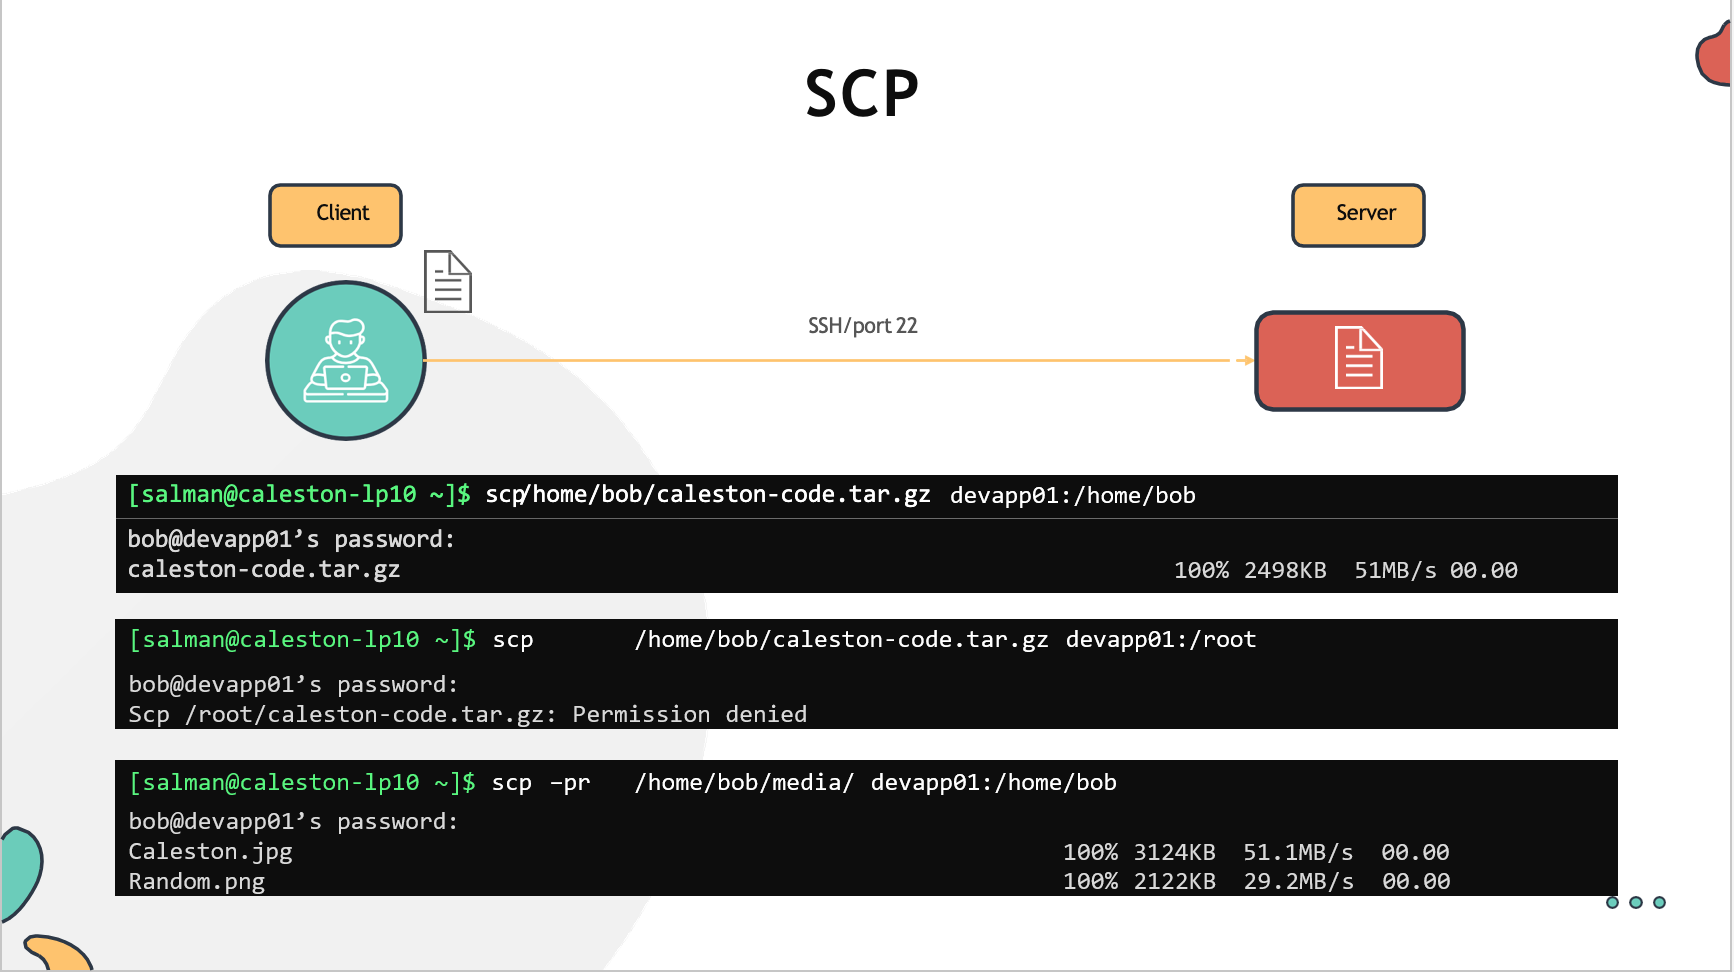 SCP
Client
Server
SSH/port 22
[salman@caleston-lp10 ~]$ scp/home/bob/caleston-code.tar.gz devapp01:/home/bob
bob@devapp01’s password:
caleston-code.tar.gz 100% 2498KB 51MB/s 00.00
[salman@caleston-lp10 ~]$ scp /home/bob/caleston-code.tar.gz devapp01:/root
bob@devapp01’s password:
Scp /root/caleston-code.tar.gz: Permission denied
[salman@caleston-lp10 ~]$ scp –pr /home/bob/media/ devapp01:/home/bob
bob@devapp01’s password:
Caleston.jpg 100% 3124KB 51.1MB/s 00.00
Random.png 100% 2122KB 29.2MB/s 00.00